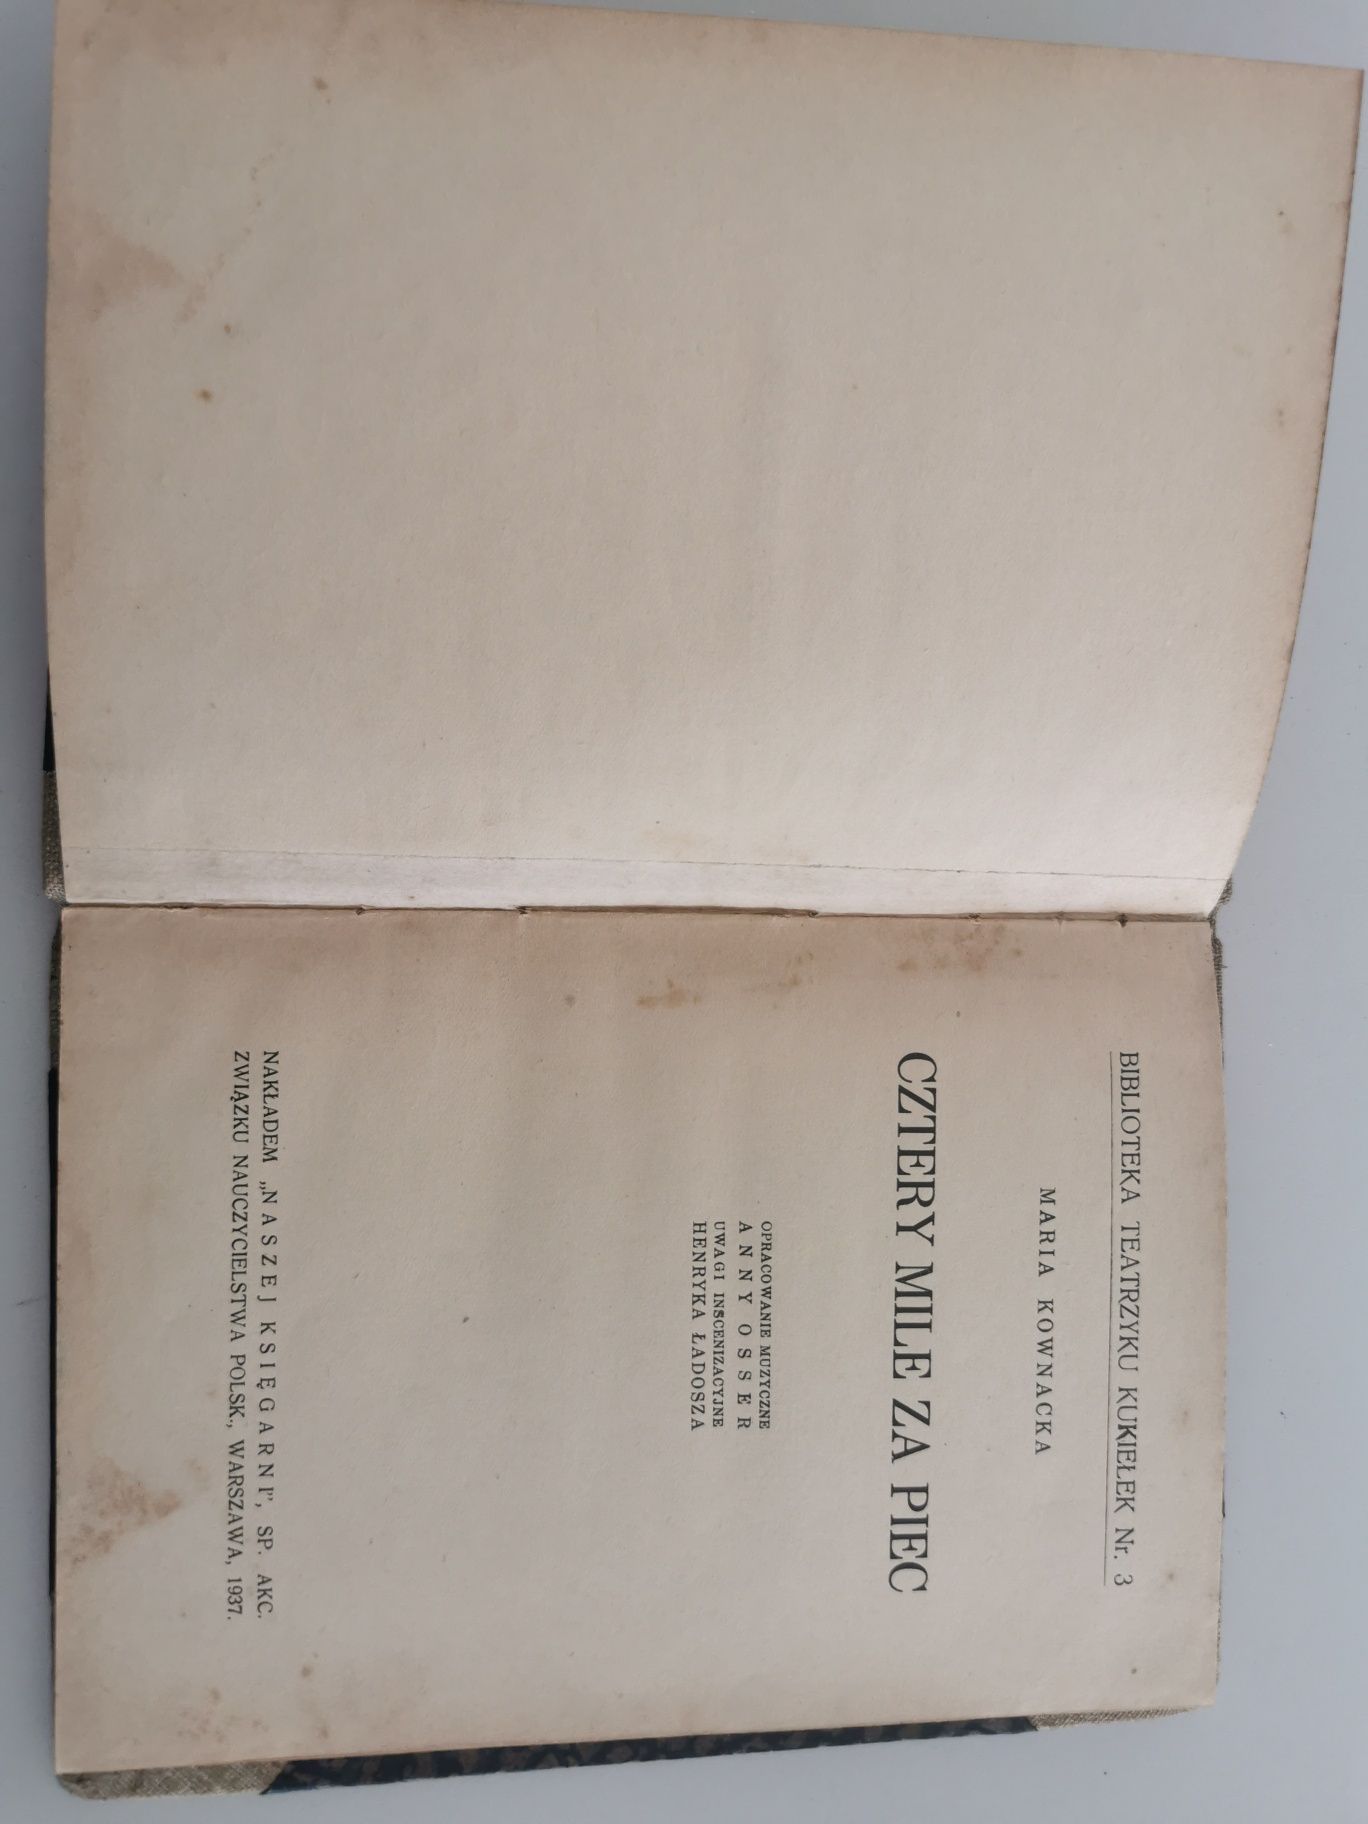 BIBLIOTEKA TEATRZYKU KUKIEŁEK Nr. 3
MARIA KOWNACKA
CZTERY MILE ZA PIEC
OPRACOWANIE MUZYCZNE
ANNY OSSER
UWAGI INSCENIZACYJNE
HENRYKA ŁADOSZA
NAKŁADEM „NASZEJ KSIĘGARNI", SP. AKC.
ZWIĄZKU NAUCZYCIELSTWA POLSK., WARSZAWA, 1937.